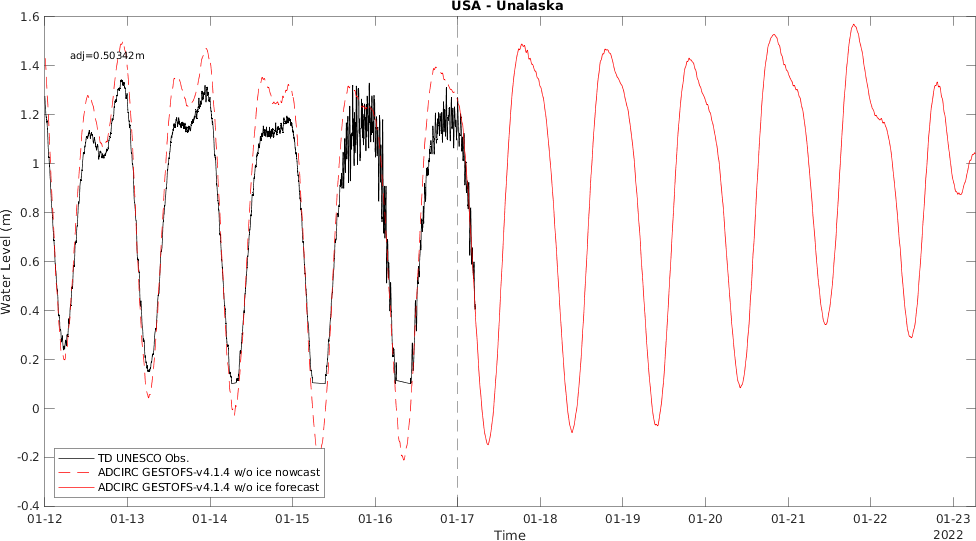 USA - Unalaska
adj=0.50342m
Water Level (m)
1.6
1.4
1.2
1
0.8
0.6
0.4
0.2
0
-0.2
-0.4
TD UNESCO Obs.
ADCIRC GESTOFS-v4.1.4 w/o ice nowcast
ADCIRC GESTOFS-v4.1.4 w/o ice forecast
01-12 01-13 01-14 01-15 01-16 01-17 01-18 01-19 01-20 01-21 01-22 01-23
Time
2022